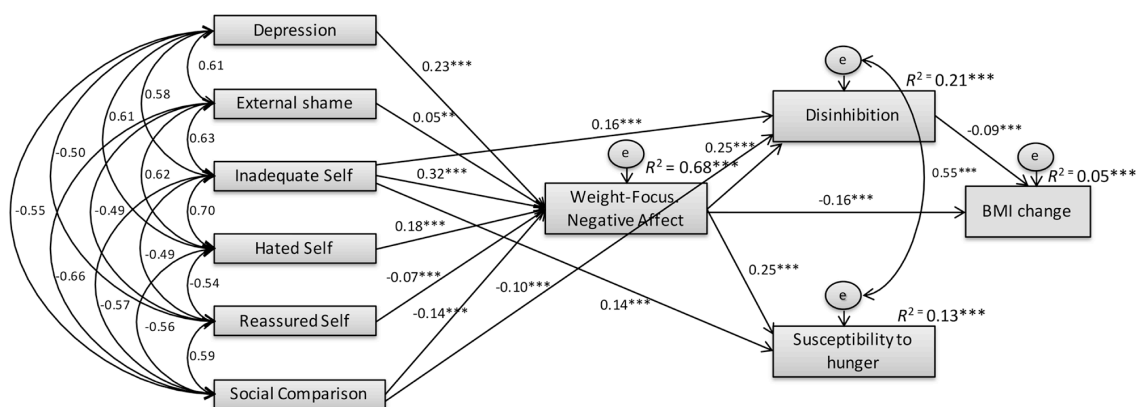 Depression
0.61
0.23***
e
R² = 0.21***
0.58
External shame
0.05**
Disinhibition
0.61
0.63
0.16***
-0.09***
-0.50
Inadequate Self
0.32***
e
R² = 0.68***
0.25***
e
0.62
0.55***
R² = 0.05***
0.70
Weight-Focus.
Negative Affect
-0.16***
BMI change
-0.55
-0.49
Hated Self
0.18***
-0.49
-0.66
-0.54
-0.07***
-0.10***
0.25***
e
-0.57
-0.56
Reassured Self
-0.14***
0.14***
R² = 0.13***
0.59
Susceptibility to
hunger
Social Comparison